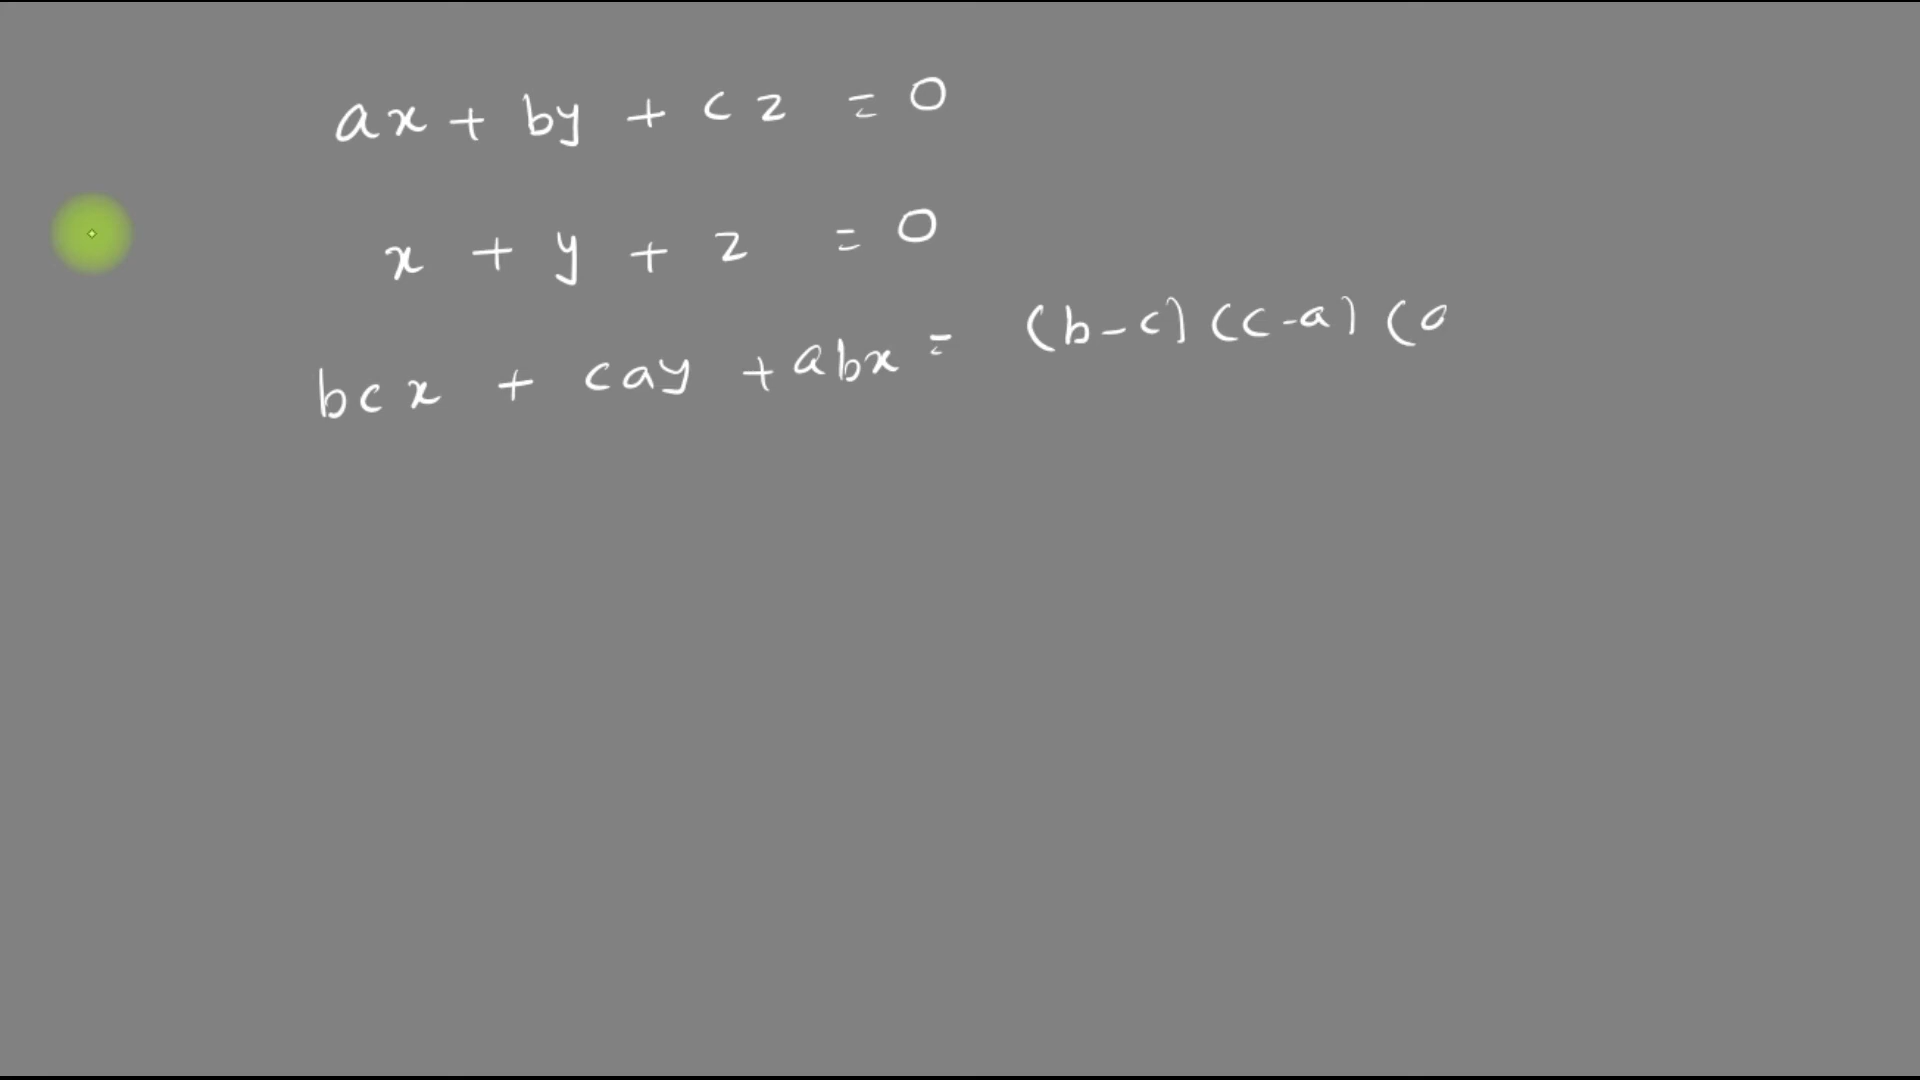 ax + by + cz = 0
x + y + z = 0
bcx + cay + abx = (b-c) (c-a) (a